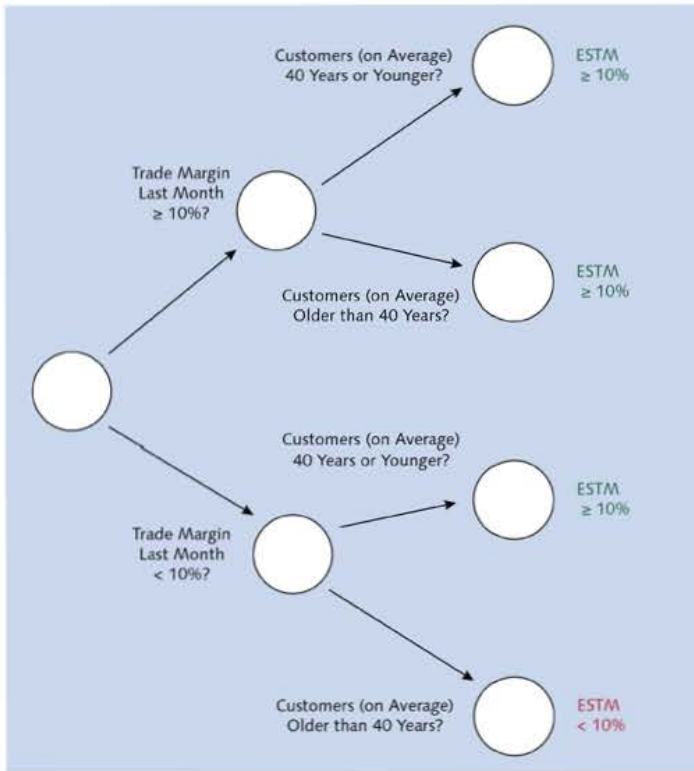 Customers (on Average)
40 Years or Younger?
ESTM
≥ 10%
Trade Margin
Last Month
≥ 10%?
Customers (on Average)
Older than 40 Years?
ESTM
≥ 10%
Customers (on Average)
40 Years or Younger?
ESTM
≥ 10%
Trade Margin
Last Month
< 10%?
Customers (on Average)
Older than 40 Years?
ESTM
< 10%